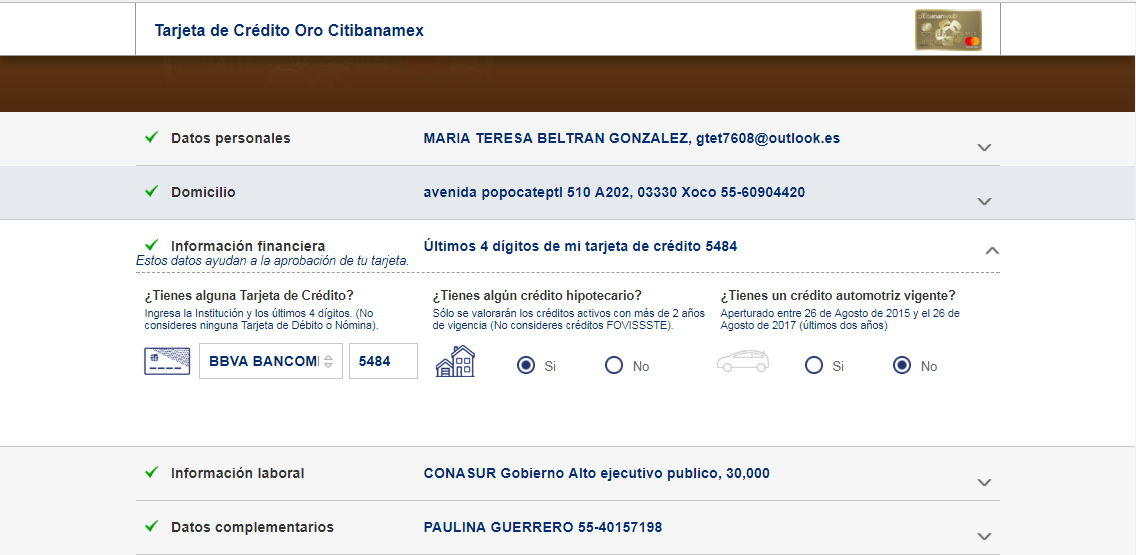 Tarjeta de Crédito Oro Citibanamex
citibanamex
Datos personales MARIA TERESA BELTRAN GONZALEZ, gtet7608@outlook.es
Domicilio avenida popocateptl 510 A202, 03330 Xoco 55-60904420
Información financiera Últimos 4 dígitos de mi tarjeta de crédito 5484
Estos datos ayudan a la aprobación de tu tarjeta.
¿Tienes alguna Tarjeta de Crédito?
Ingresa la Institución y los últimos 4 dígitos. (No
consideres ninguna Tarjeta de Débito o Nómina).
BBVA BANCOM 5484
¿Tienes algún crédito hipotecario?
Sólo se valorarán los créditos activos con más de 2 años
de vigencia (No consideres créditos FOVISSSTE).
Si No
¿Tienes un crédito automotriz vigente?
Aperturado entre 26 de Agosto de 2015 y el 26 de
Agosto de 2017 (últimos dos años)
Si No
Información laboral CONASUR Gobierno Alto ejecutivo publico, 30,000
Datos complementarios PAULINA GUERRERO 55-40157198